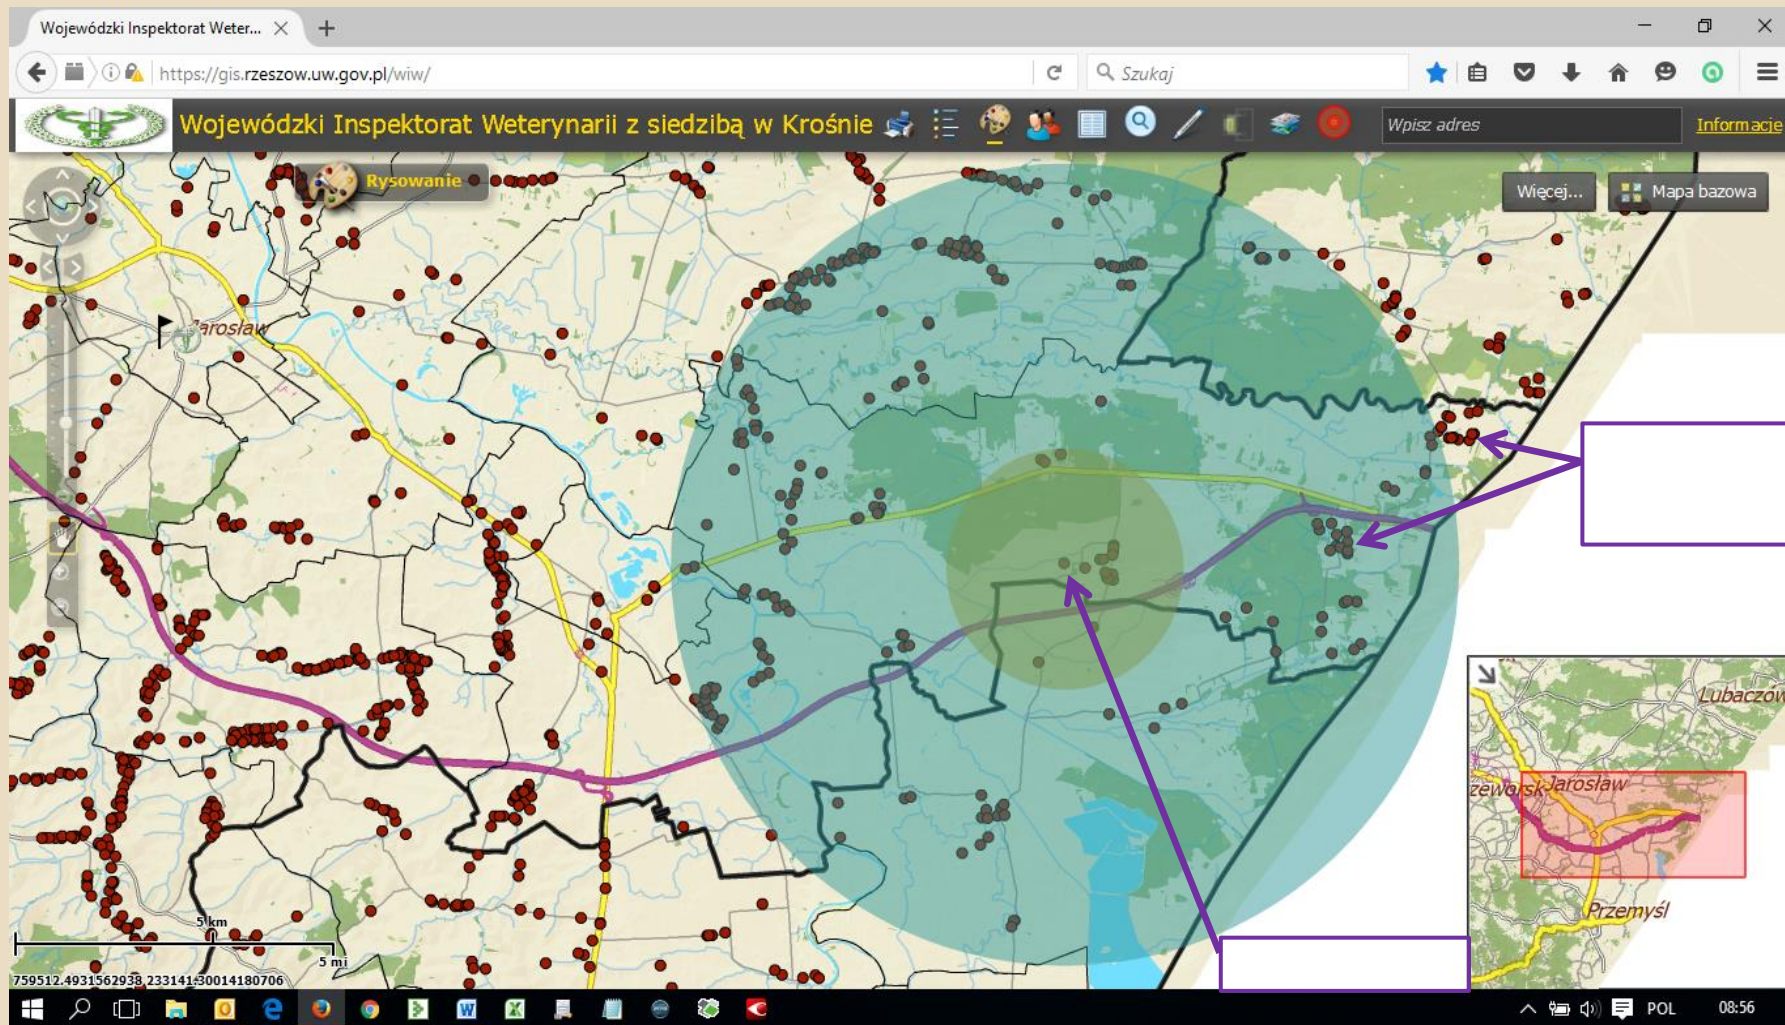 Wojewódzki Inspektorat Weter...
https://gis.rzeszow.uw.gov.pl/wiw/
Szukaj
Wojewódzki Inspektorat Weterynarii z siedzibą w Krośnie
Wpisz adres
Informacje
Rysowanie
Więcej...
Mapa bazowa
Jarosław
Lubaczów
zeworsk
Jarosław
Przemyśl
5 km
5 mi
759512.4931562938 233141.30014180706
POL
08:56